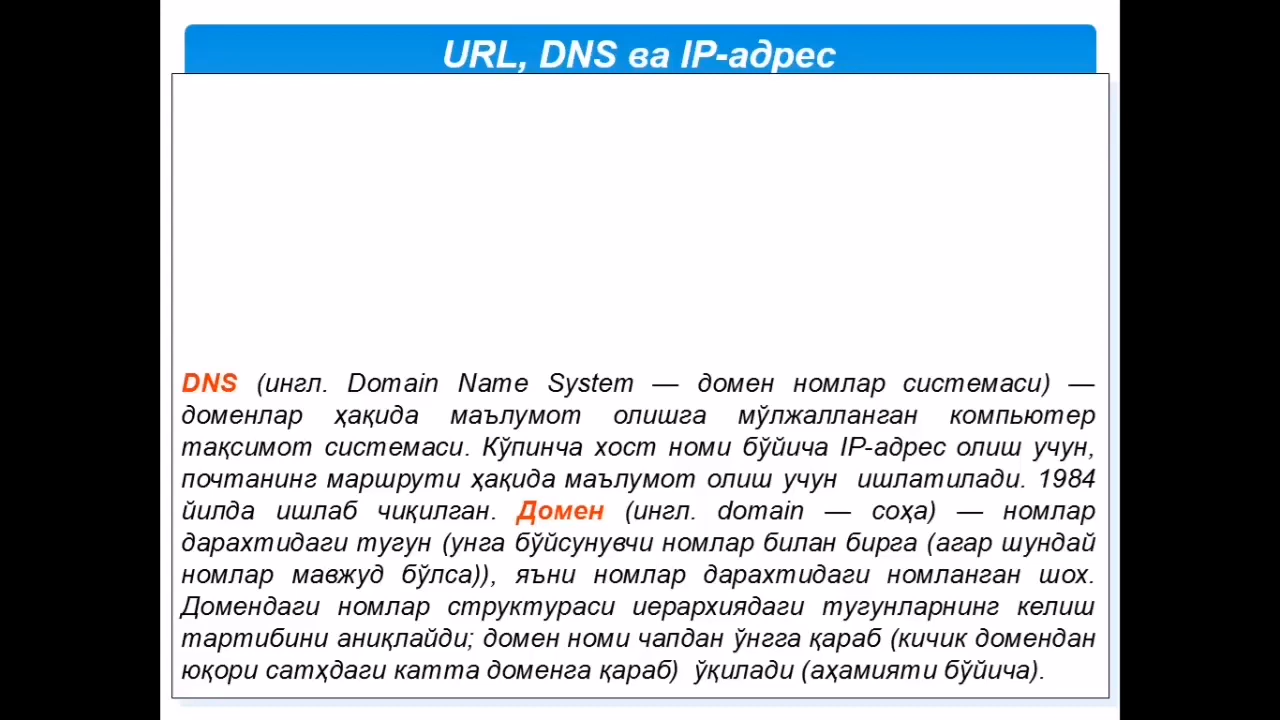 URL, DNS ва IP-адрес
DNS (ингл. Domain Name System — домен номлар системаси) —
доменлар ҳақида маълумот олишга мўлжалланган компьютер
тақсимот системаси. Кўпинча хост номи бўйича IP-адрес олиш учун,
почтанинг маршрути ҳақида маълумот олиш учун ишлатилади. 1984
йилда ишлаб чиқилган. Домен (ингл. domain — соҳа) — номлар
дарахтидаги тугун (унга бўйсунувчи номлар билан бирга (агар шундай
номлар мавжуд бўлса)), яъни номлар дарахтидаги номланган шох.
Домендаги номлар структураси иерархиядаги тугунларнинг келиш
тартибини аниқлайди; домен номи чапдан ўнгга қараб (кичик домендан
юқори сатҳдаги катта доменга қараб) ўқилади (аҳамияти бўйича).